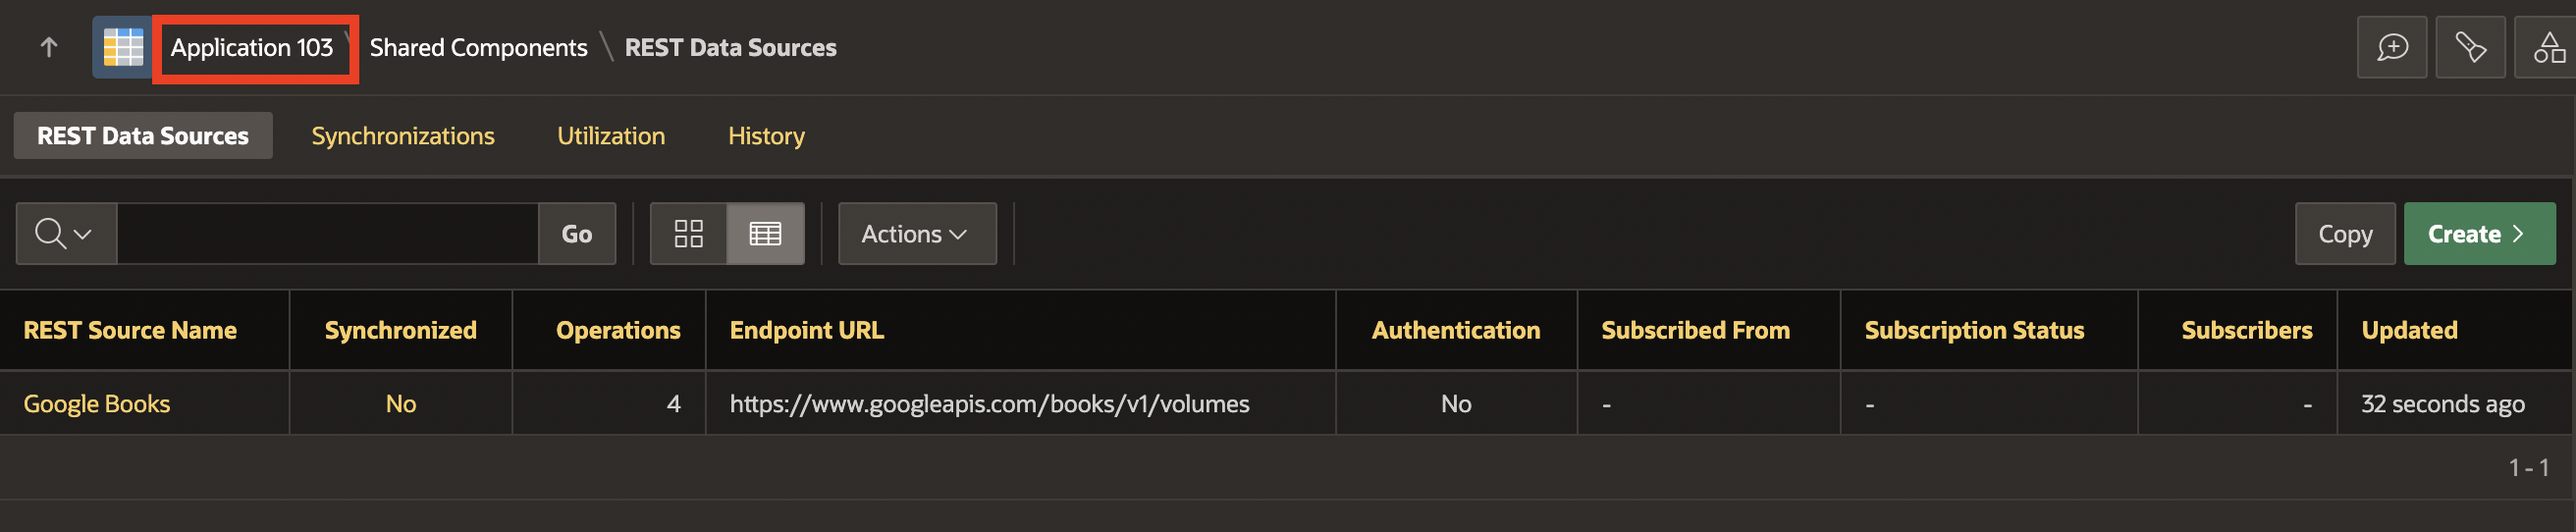 Application 103 \ Shared Components \ REST Data Sources
REST Data Sources Synchronizations Utilization History
Go Actions Copy Create
REST Source Name Synchronized Operations Endpoint URL Authentication Subscribed From Subscription Status Subscribers Updated
Google Books No 4 https://www.googleapis.com/books/v1/volumes No - - - 32 seconds ago
1 - 1